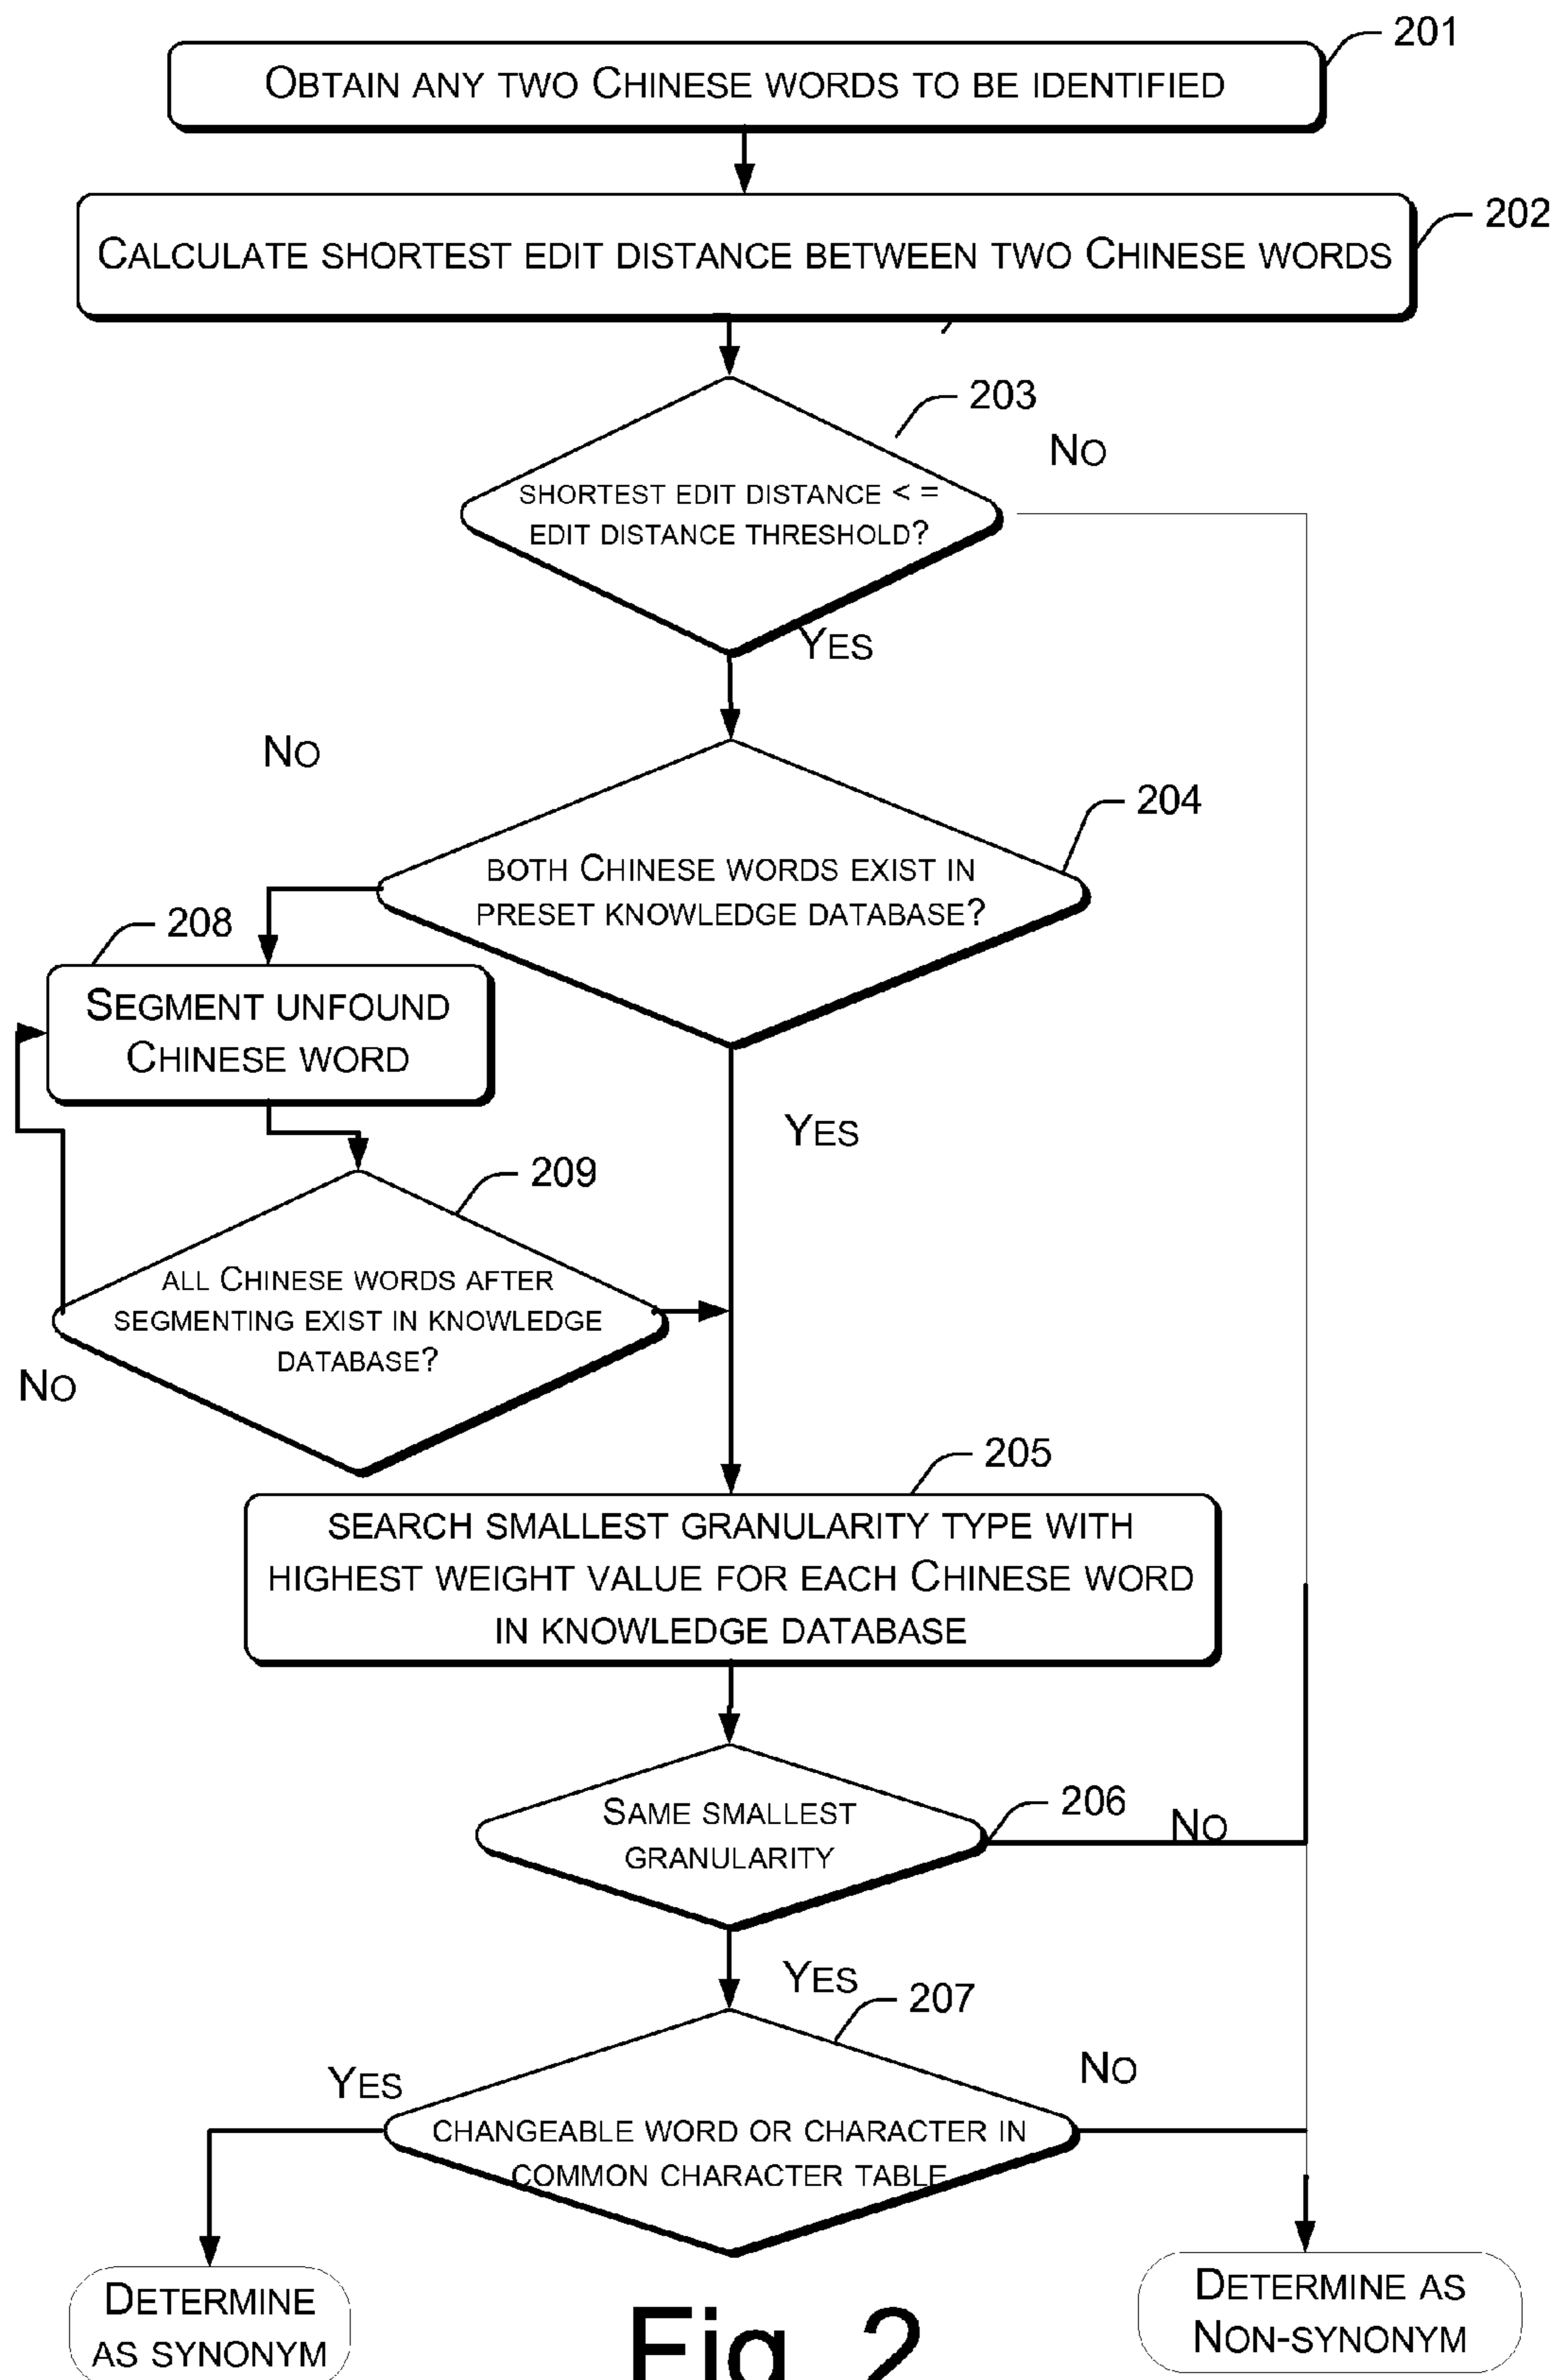 201
OBTAIN ANY TWO CHINESE WORDS TO BE IDENTIFIED
202
CALCULATE SHORTEST EDIT DISTANCE BETWEEN TWO CHINESE WORDS
203
NO
SHORTEST EDIT DISTANCE < =
EDIT DISTANCE THRESHOLD?
YES
NO
204
BOTH CHINESE WORDS EXIST IN
PRESET KNOWLEDGE DATABASE?
208
SEGMENT UNFOUND
CHINESE WORD
YES
209
ALL CHINESE WORDS AFTER
SEGMENTING EXIST IN KNOWLEDGE
DATABASE?
NO
205
SEARCH SMALLEST GRANULARITY TYPE WITH
HIGHEST WEIGHT VALUE FOR EACH CHINESE WORD
IN KNOWLEDGE DATABASE
206
NO
SAME SMALLEST
GRANULARITY
YES
207
YES
NO
CHANGEABLE WORD OR CHARACTER IN
COMMON CHARACTER TABLE
DETERMINE
AS SYNONYM
DETERMINE AS
NON-SYNONYM
Fig. 2